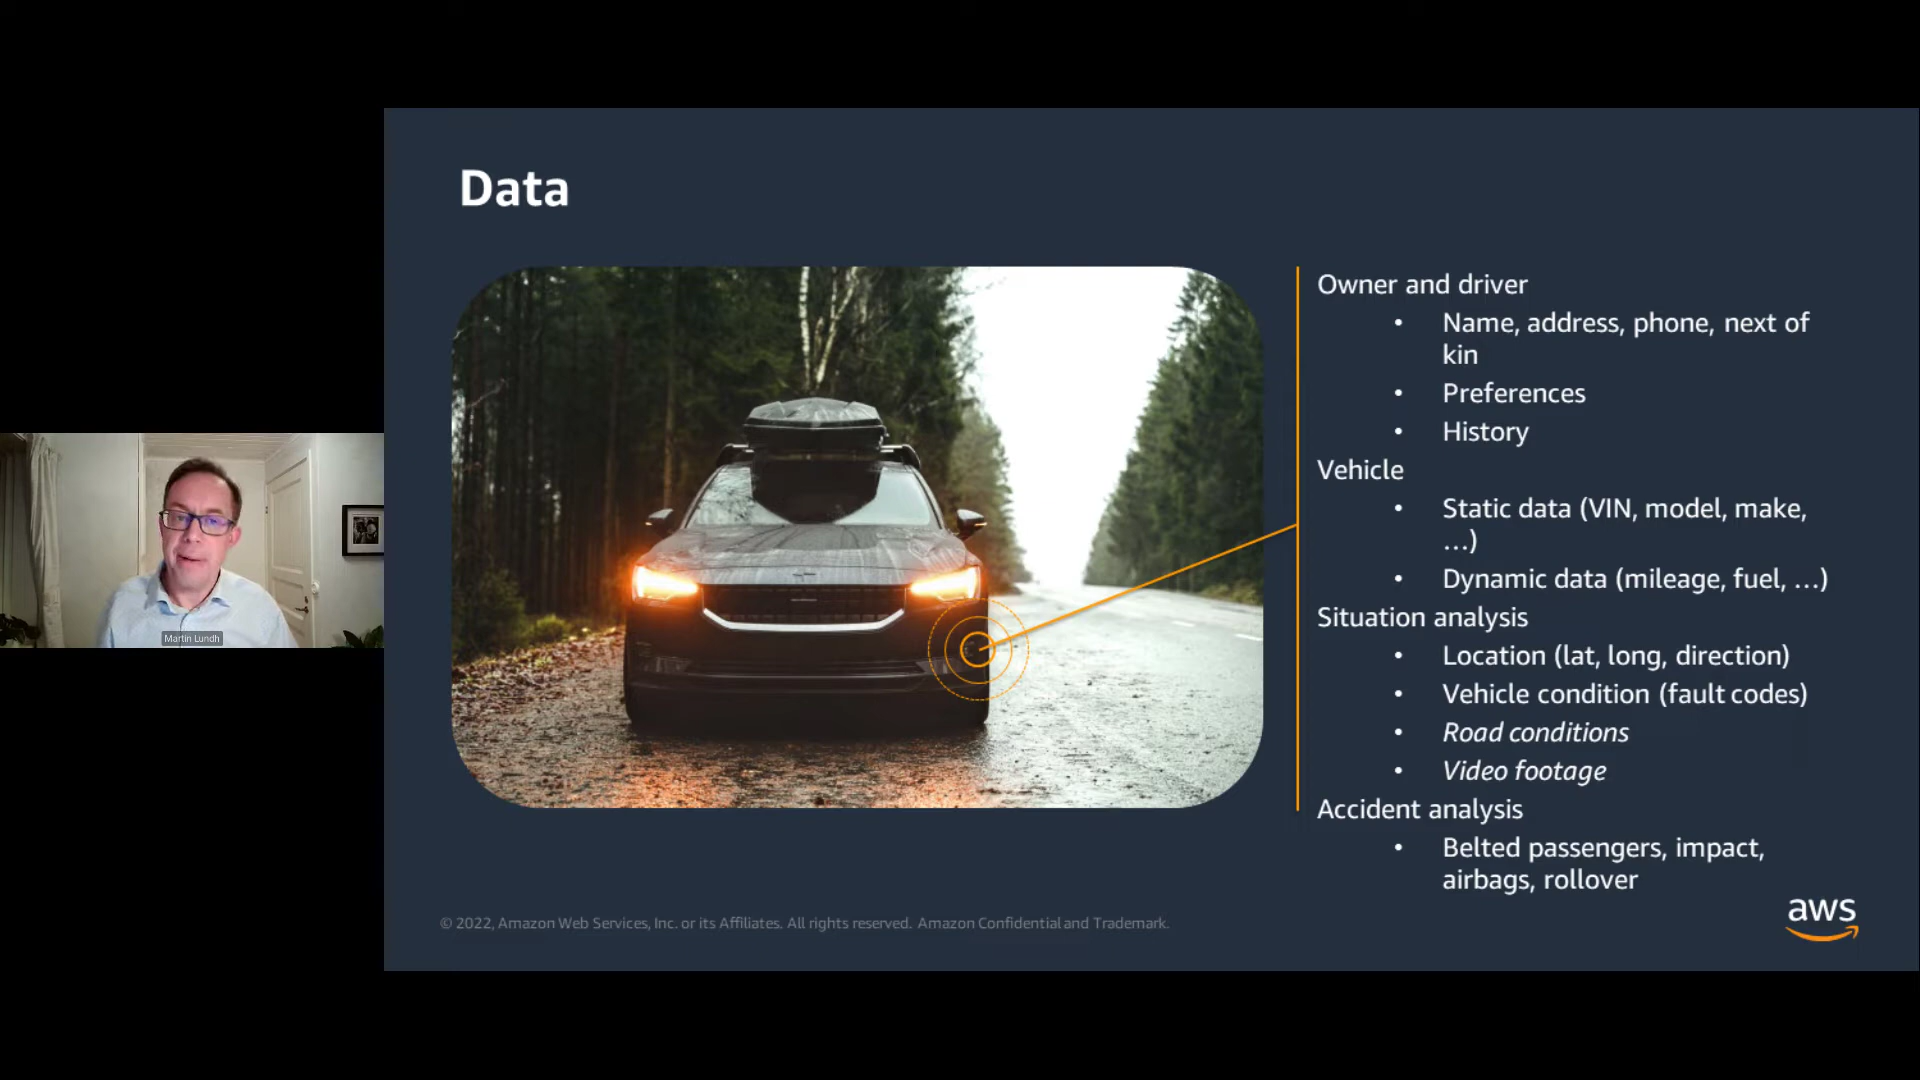 Data
Owner and driver
• Name, address, phone, next of
kin
• Preferences
• History
Vehicle
• Static data (VIN, model, make,
...)
• Dynamic data (mileage, fuel, ...)
Situation analysis
• Location (lat, long, direction)
• Vehicle condition (fault codes)
• Road conditions
• Video footage
Accident analysis
• Belted passengers, impact,
airbags, rollover
Martin Lundh
© 2022, Amazon Web Services, Inc. or its Affiliates. All rights reserved. Amazon Confidential and Trademark.
aws